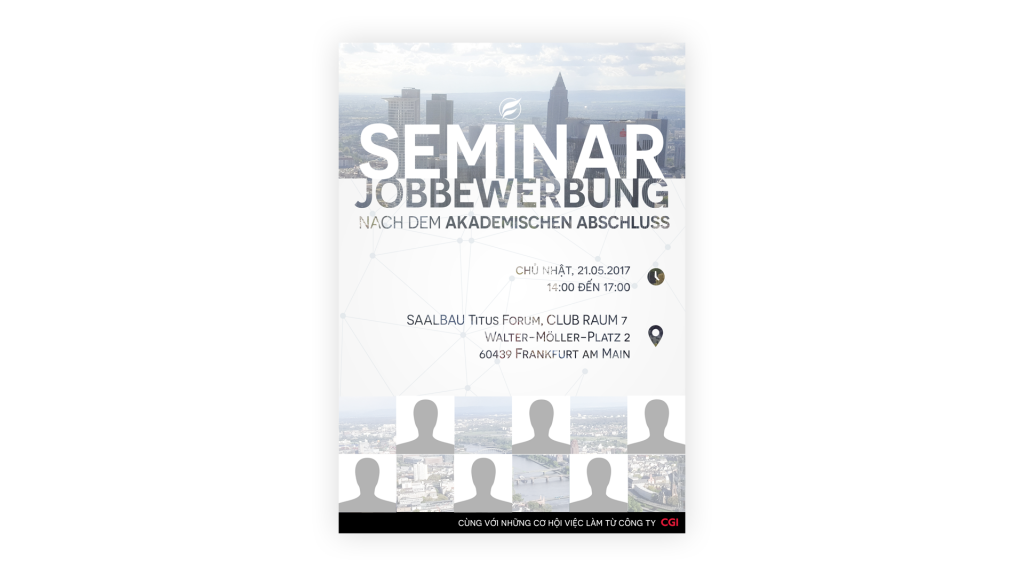 SEMINAR
JOBBEWERBUNG
NACH DEM AKADEMISCHEN ABSCHLUSS
CHỦ NHẬT, 21.05.2017
14:00 ĐẾN 17:00
SAALBAU TITUS FORUM, CLUB RAUM 7
WALTER-MÖLLER-PLATZ 2
60439 FRANKFURT AM MAIN
CÙNG VỚI NHỮNG CƠ HỘI VIỆC LÀM TỪ CÔNG TY CGI